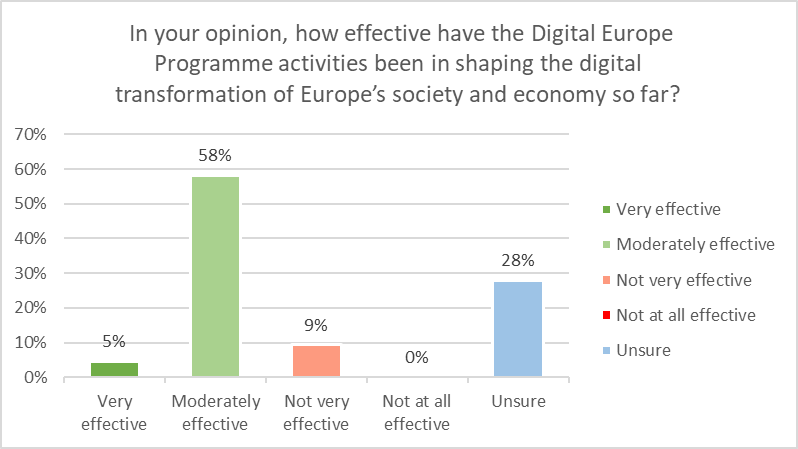 In your opinion, how effective have the Digital Europe
Programme activities been in shaping the digital
transformation of Europe’s society and economy so far?
70%
60%
50%
40%
30%
20%
10%
0%
5%
58%
9%
0%
28%
Very
effective
Moderately
effective
Not very
effective
Not at all
effective
Unsure
Very effective
Moderately effective
Not very effective
Not at all effective
Unsure